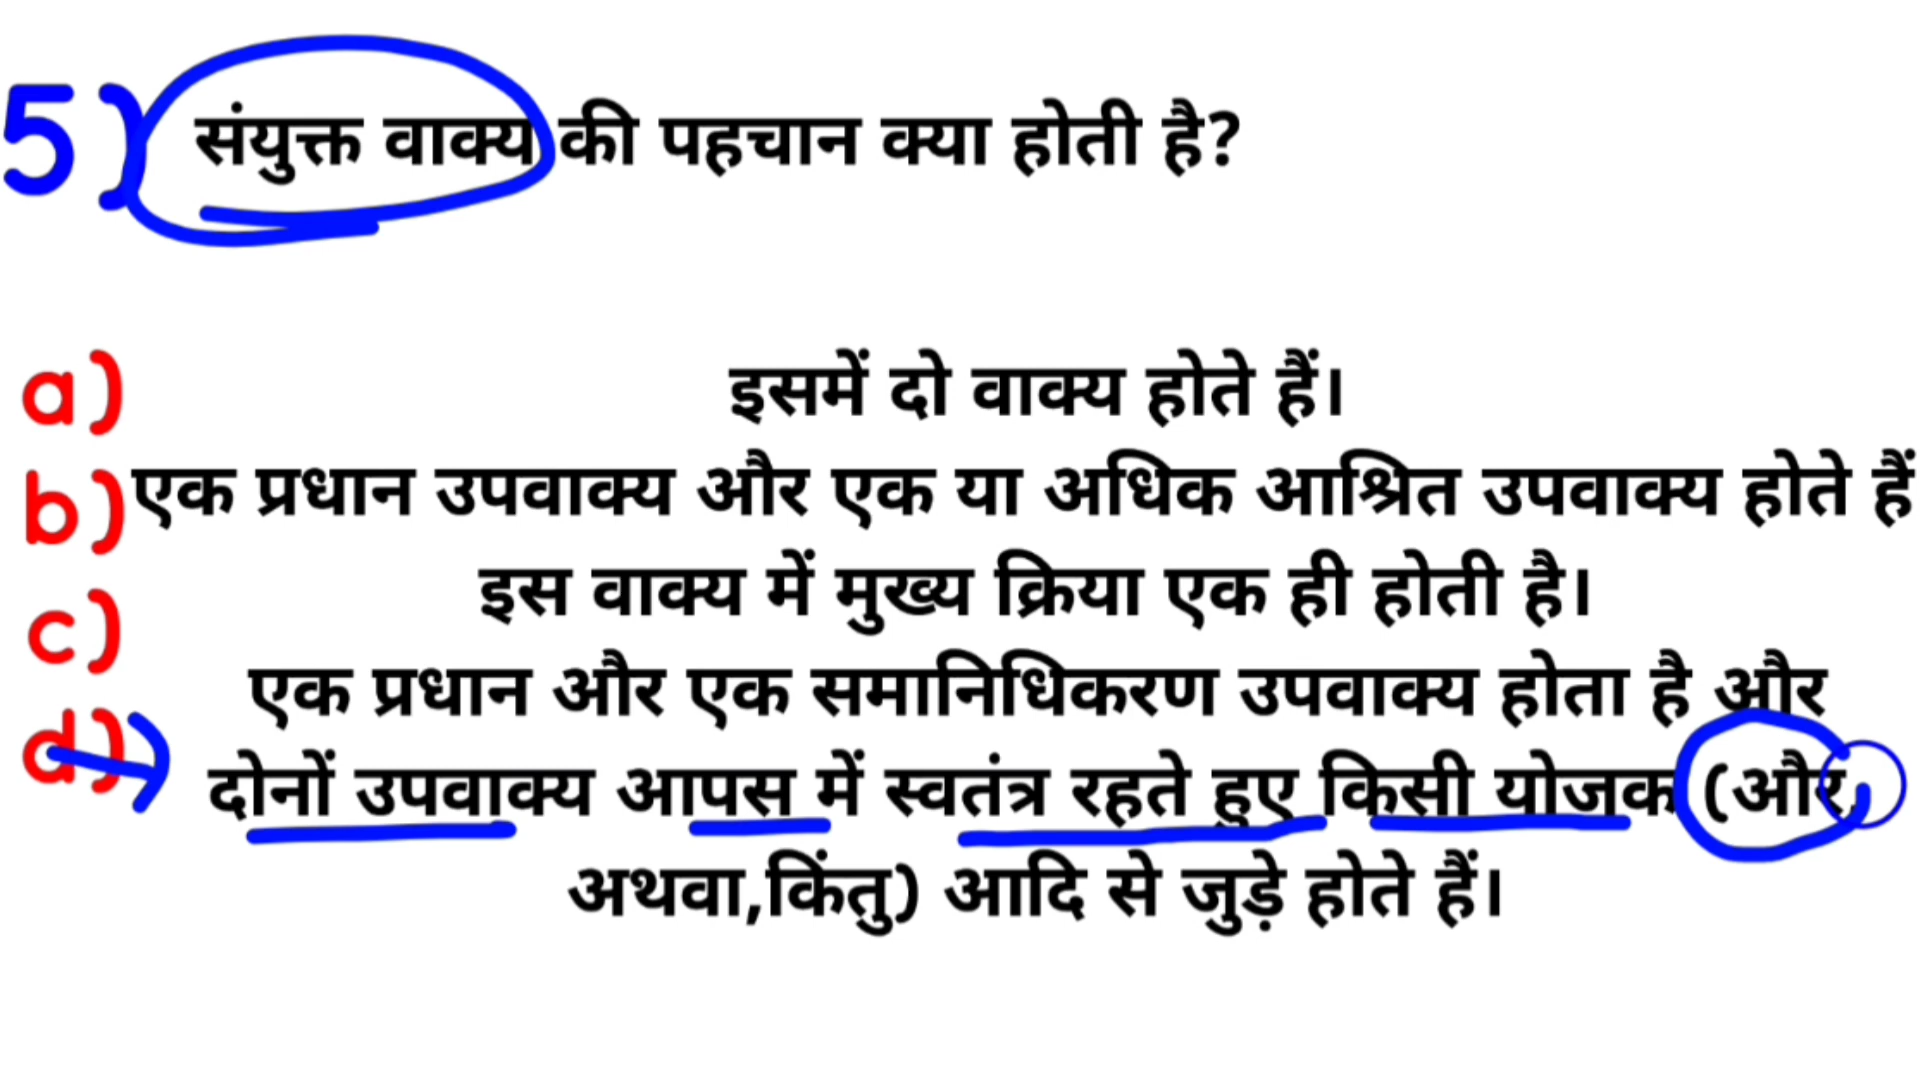 5) संयुक्त वाक्य की पहचान क्या होती है?
a) इसमें दो वाक्य होते हैं।
b) एक प्रधान उपवाक्य और एक या अधिक आश्रित उपवाक्य होते हैं
c) इस वाक्य में मुख्य क्रिया एक ही होती है।
d) एक प्रधान और एक समानिधिकरण उपवाक्य होता है और
दोनों उपवाक्य आपस में स्वतंत्र रहते हुए किसी योजक (और,
अथवा,किंतु) आदि से जुड़े होते हैं।